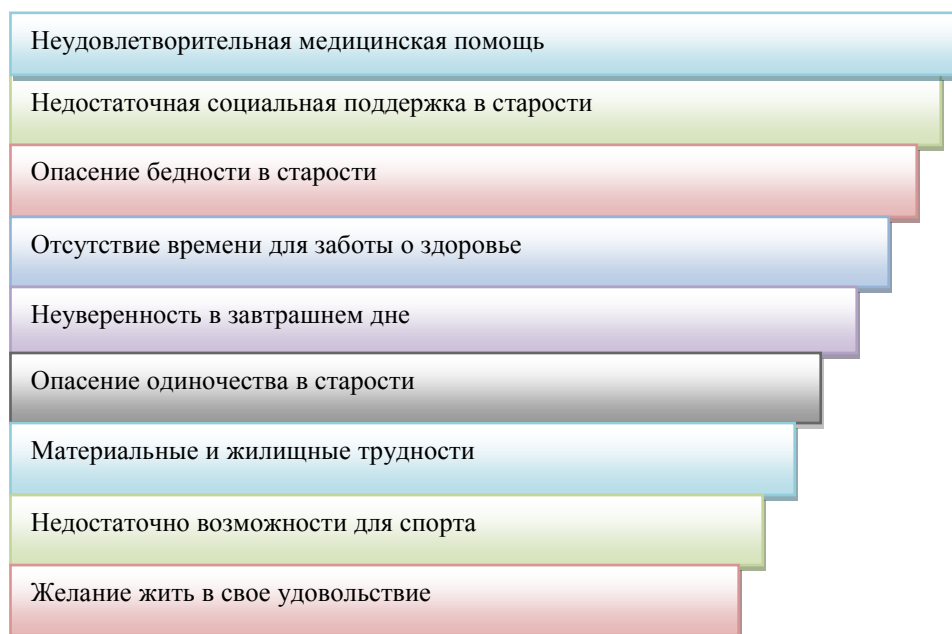 Неудовлетворительная медицинская помощь
Недостаточная социальная поддержка в старости
Опасение бедности в старости
Отсутствие времени для заботы о здоровье
Неуверенность в завтрашнем дне
Опасение одиночества в старости
Материальные и жилищные трудности
Недостаточно возможности для спорта
Желание жить в свое удовольствие